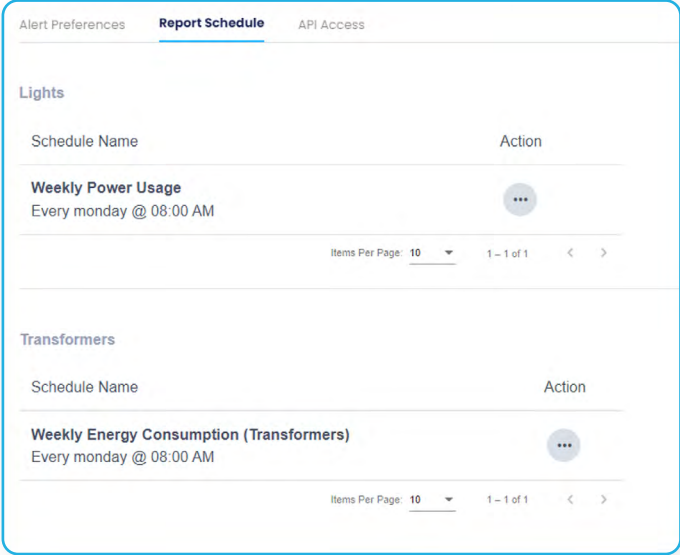 Alert Preferences Report Schedule API Access
Lights
Schedule Name Action
Weekly Power Usage
Every monday @ 08:00 AM
Items Per Page: 10 1 – 1 of 1
Transformers
Schedule Name Action
Weekly Energy Consumption (Transformers)
Every monday @ 08:00 AM
Items Per Page: 10 1 – 1 of 1